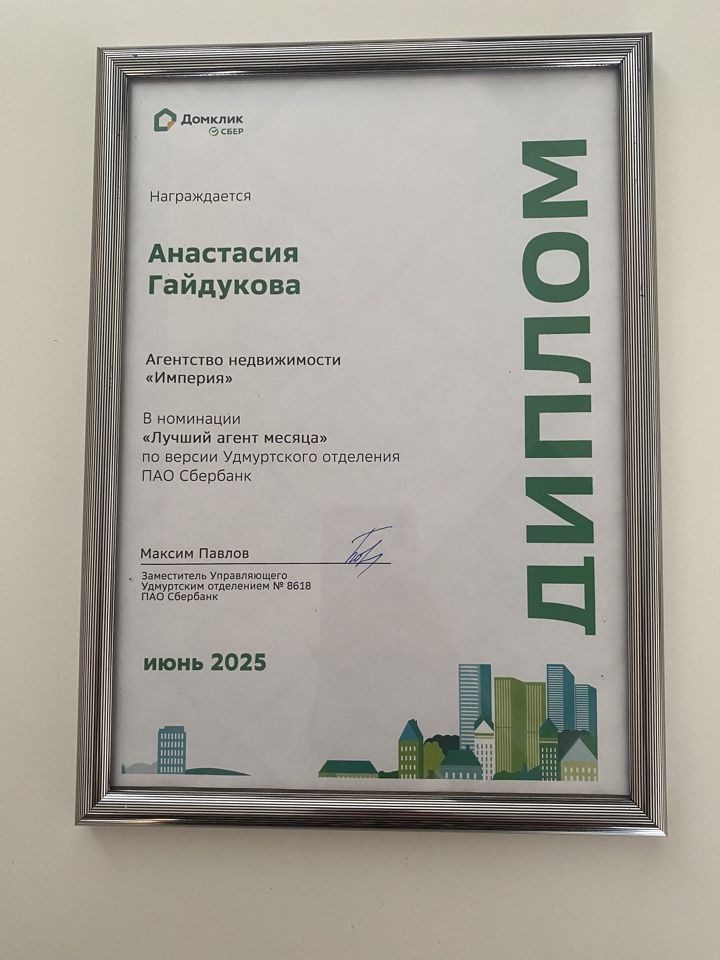 Домклик
СБЕР
Награждается
Анастасия
Гайдукова
Агентство недвижимости
«Империя»
В номинации
«Лучший агент месяца»
по версии Удмуртского отделения
ПАО Сбербанк
Максим Павлов
Заместитель Управляющего
Удмуртским отделением № 8618
ПАО Сбербанк
июнь 2025
ДИПЛОМ